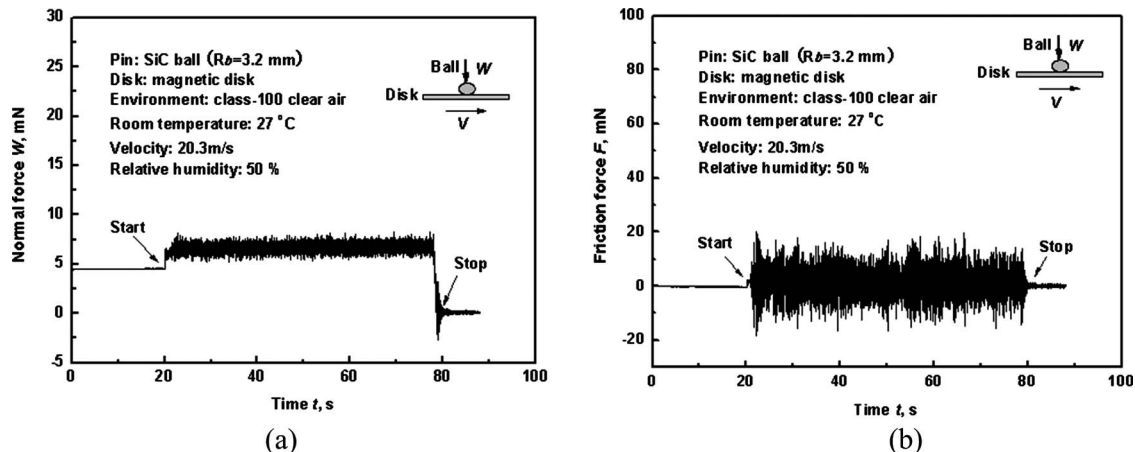 30
25
20
15
10
5
0
-5
Normal force W, mN
Pin: SiC ball (Rb=3.2 mm)
Disk: magnetic disk
Environment: class-100 clear air
Room temperature: 27 °C
Velocity: 20.3m/s
Relative humidity: 50 %
Ball W
Disk
V
Start
Stop
0 20 40 60 80 100
Time t, s
(a)
100
80
60
40
20
0
-20
Friction force F, mN
Pin: SiC ball (Rb=3.2 mm)
Disk: magnetic disk
Environment: class-100 clear air
Room temperature: 27 °C
Velocity: 20.3m/s
Relative humidity: 50 %
Ball W
Disk
V
Start
Stop
0 20 40 60 80 100
Time t, s
(b)